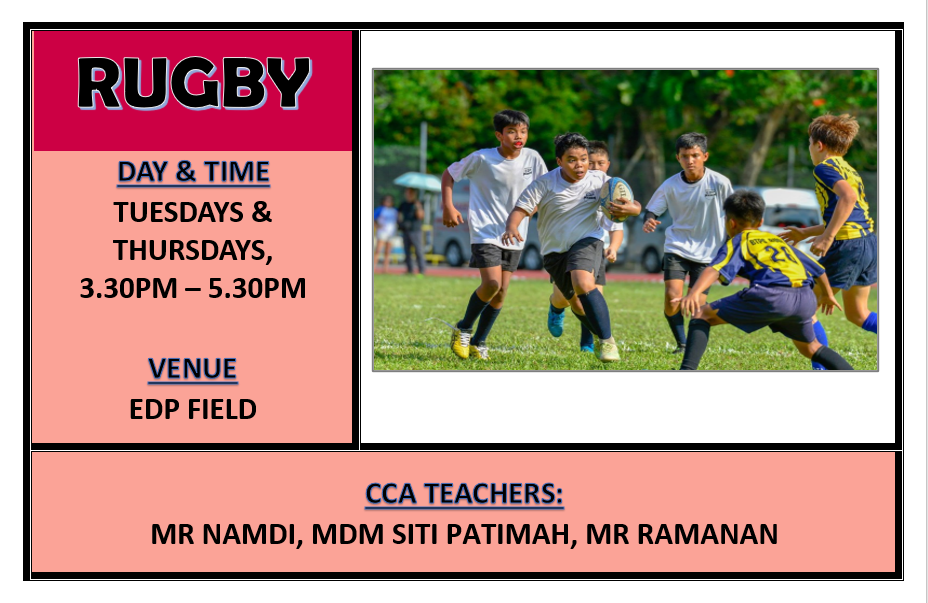 RUGBY
DAY & TIME
TUESDAYS &
THURSDAYS,
3.30PM – 5.30PM
VENUE
EDP FIELD
20
CCA TEACHERS:
MR NAMDI, MDM SITI PATIMAH, MR RAMANAN